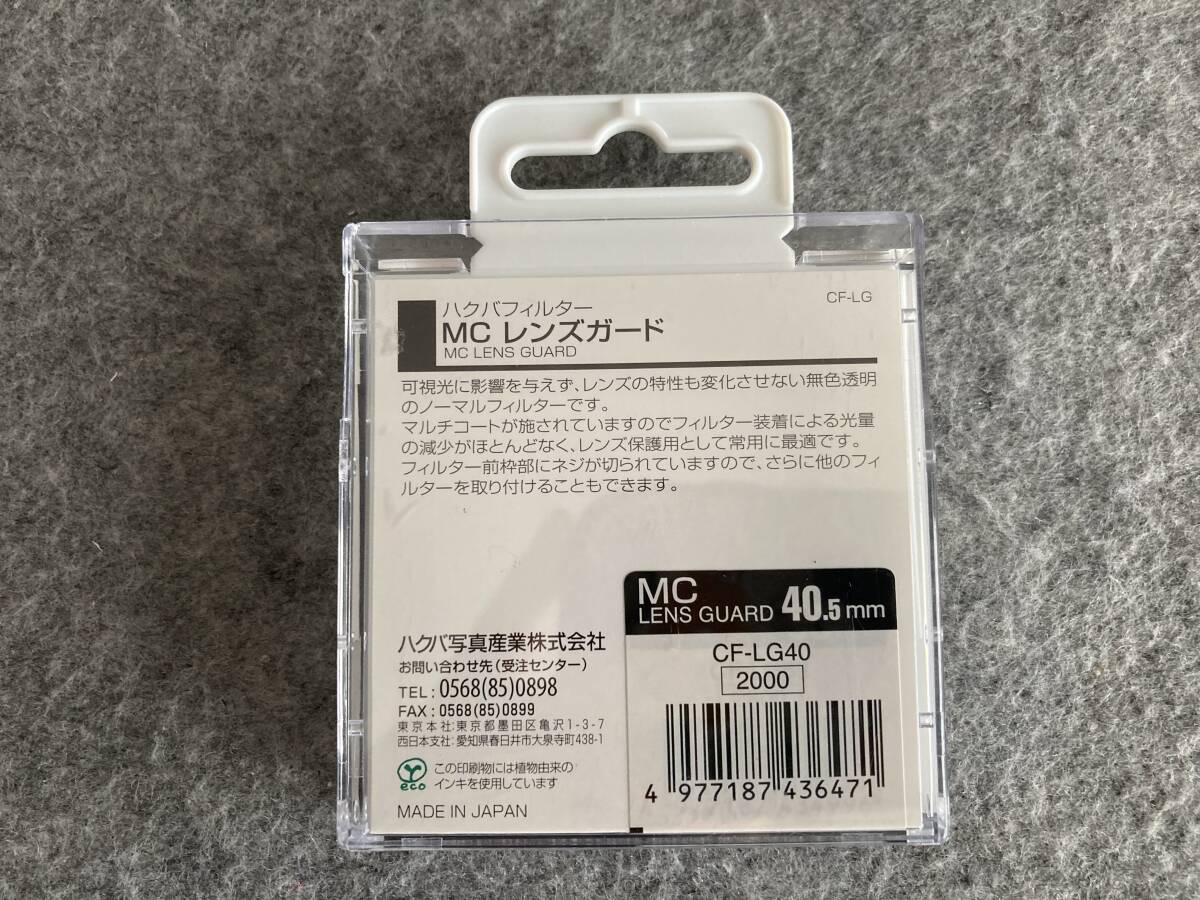 ハクバフィルター
MC レンズガード
MC LENS GUARD
CF-LG
可視光に影響を与えず、レンズの特性も変化させない無色透明
のノーマルフィルターです。
マルチコートが施されていますのでフィルター装着による光量
の減少がほとんどなく、レンズ保護用として常用に最適です。
フィルター前枠部にネジが切られていますので、さらに他のフィ
ルターを取り付けることもできます。
ハクバ写真産業株式会社
お問い合わせ先(受注センター)
TEL:0568(85)0898
FAX:0568(85)0899
東京本社:東京都墨田区亀沢1-3-7
西日本支社:愛知県春日井市大泉寺町438-1
eco
この印刷物には植物由来の
インキを使用しています
MADE IN JAPAN
MC
LENS GUARD 40.5mm
CF-LG40
2000
4 977187 436471